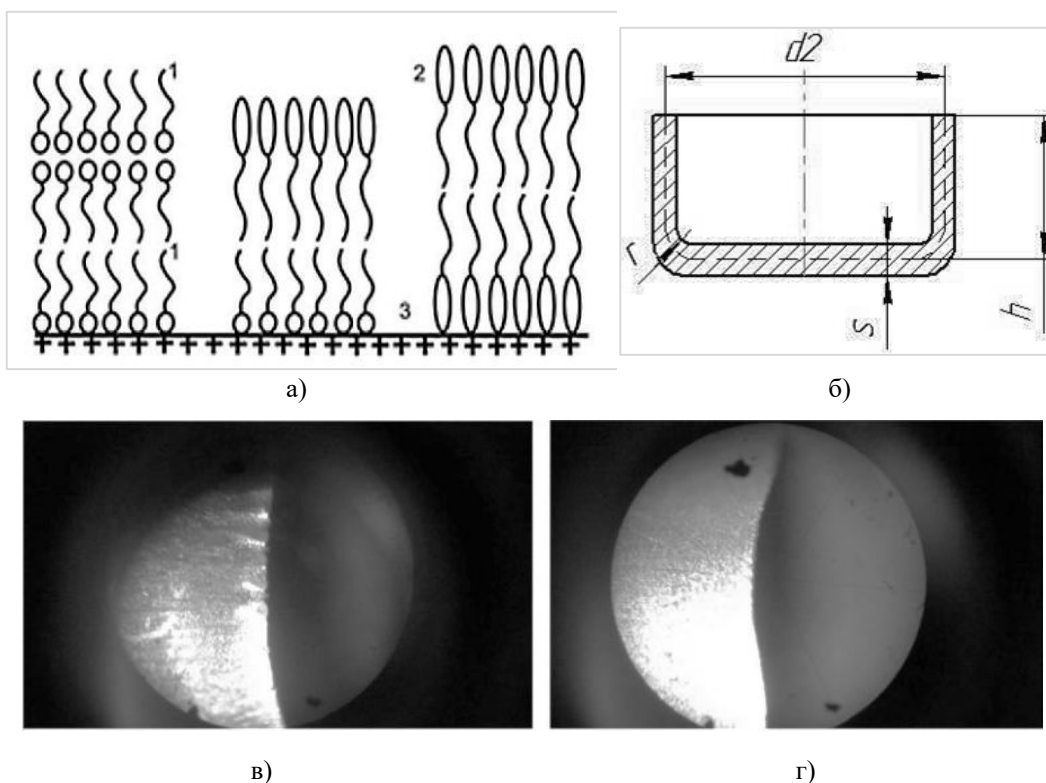 1
2
1
3
+ + + + + + + + + + + + + + + + + + + + + +
d2
r
s
h
а)
б)
в)
г)